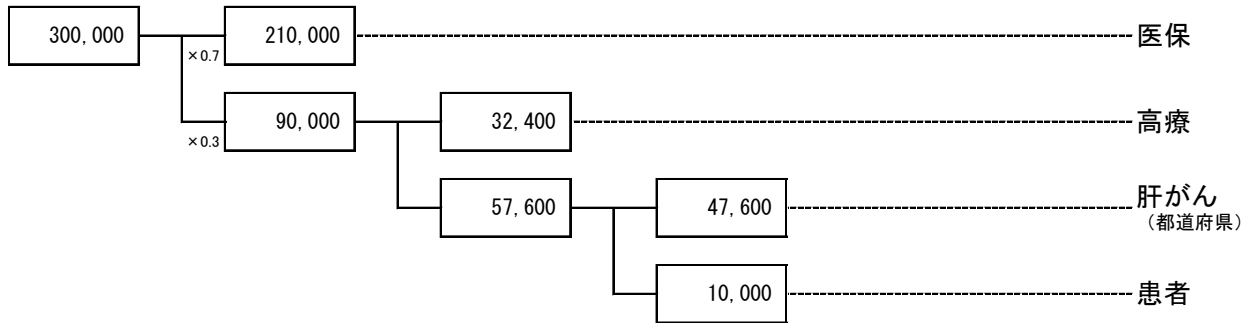 300,000 210,000 医保
×0.7
90,000 32,400 高療
×0.3
57,600 47,600 肝がん
（都道府県）
10,000 患者